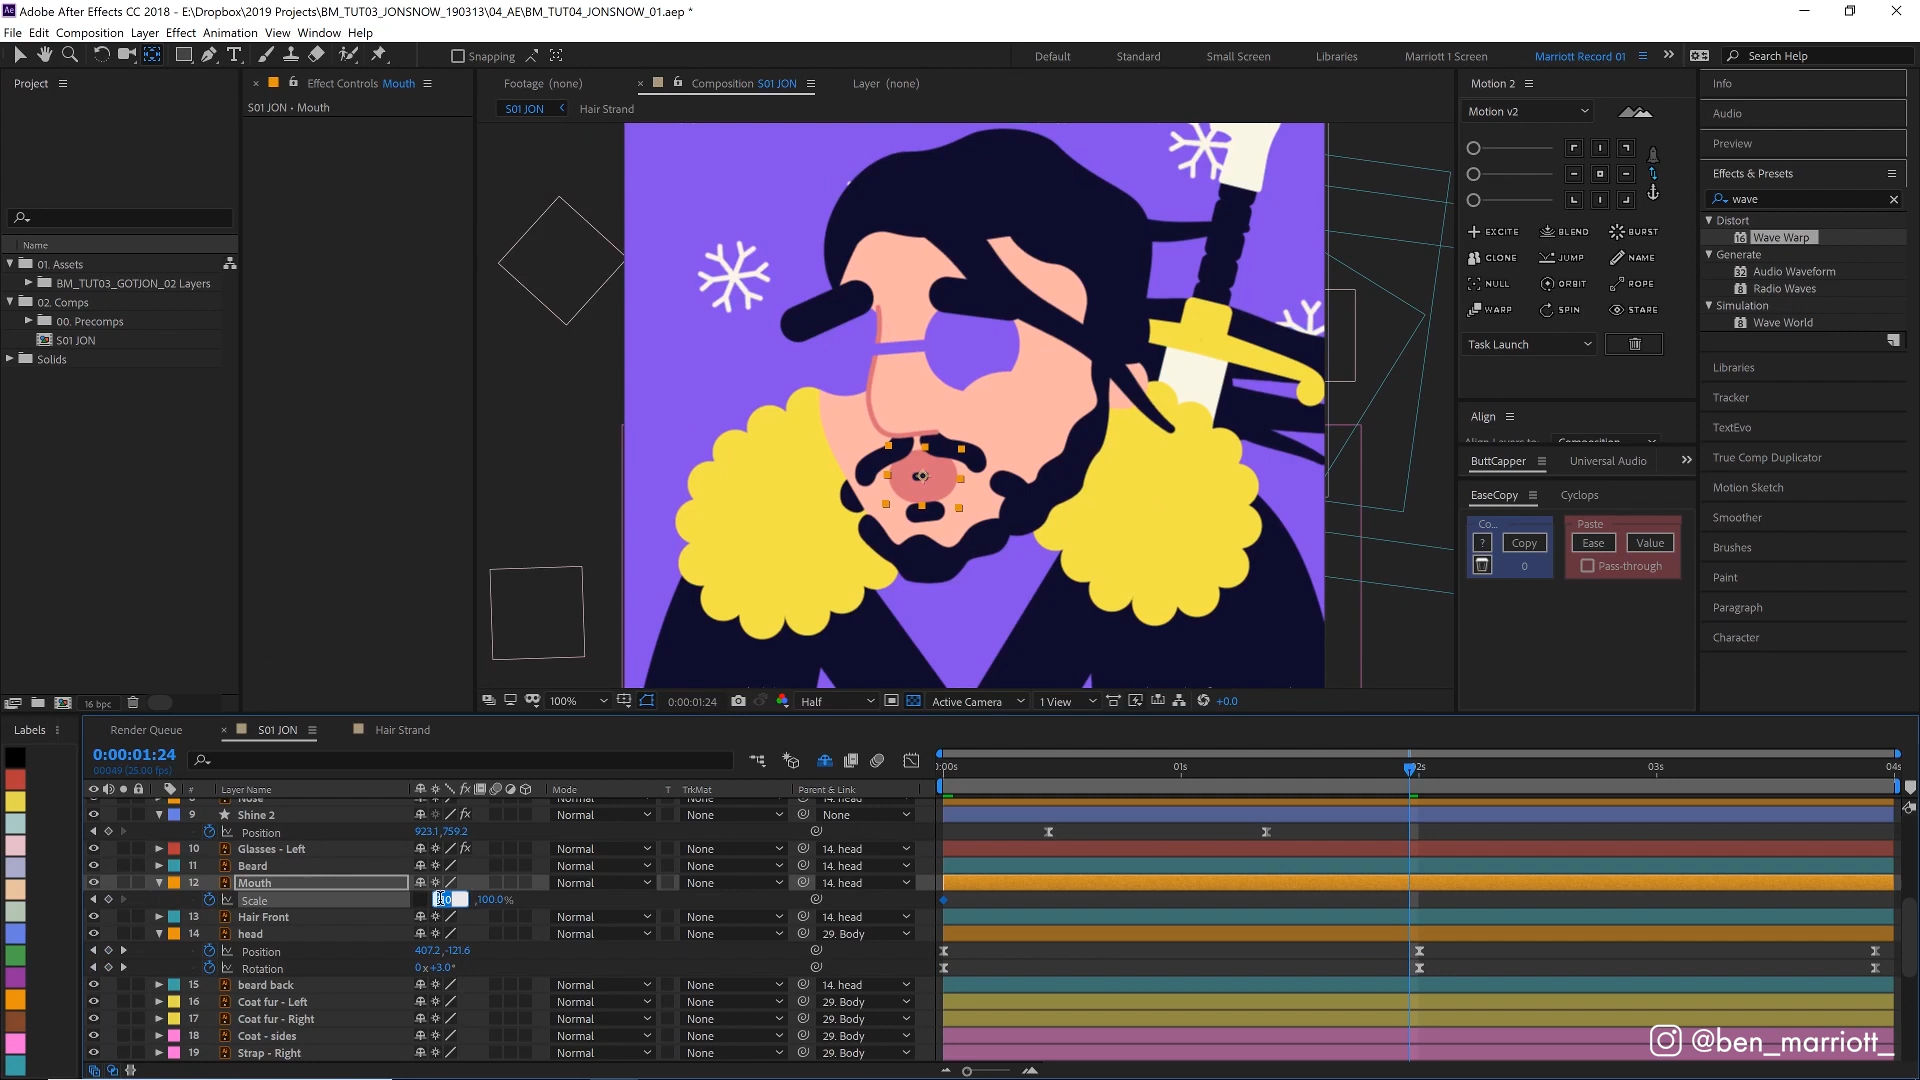 Adobe After Effects CC 2018 - E:\Dropbox\2019 Projects\BM_TUT03_JONSNOW_190313\04_AE\BM_TUT04_JONSNOW_01.aep *
File Edit Composition Layer Effect Animation View Window Help
Snapping
Default Standard Small Screen Libraries Marriott 1 Screen Marriott Record 01 Search Help
Project
Effect Controls Mouth
S01 JON • Mouth
Footage (none) Composition S01 JON Layer (none)
S01 JON Hair Strand
Motion 2
Motion v2
EXCITE BLEND BURST
CLONE JUMP NAME
NULL ORBIT ROPE
WARP SPIN STARE
Task Launch
Align
Align Layers to: Composition
ButtCapper Universal Audio
EaseCopy Cyclops
Co... Paste
? Copy Ease Value
0 Pass-through
Info
Audio
Preview
Effects & Presets
wave
Distort
16 Wave Warp
Generate
32 Audio Waveform
8 Radio Waves
Simulation
8 Wave World
Libraries
Tracker
TextEvo
True Comp Duplicator
Motion Sketch
Smoother
Brushes
Paint
Paragraph
Character
Name
01. Assets
BM_TUT03_GOTJON_02 Layers
02. Comps
00. Precomps
S01 JON
Solids
16 bpc
100% 0:00:01:24 Half Active Camera 1 View +0.0
Labels
Render Queue S01 JON Hair Strand
0:00:01:24
00049 (25.00 fps)
# Layer Name Mode T TrkMat Parent & Link
:00s 01s 02s 03s 04s
8 Nose Normal None 14. head
9 Shine 2 Normal None None
Position 923.1,759.2
10 Glasses - Left Normal None 14. head
11 Beard Normal None 14. head
12 Mouth Normal None 14. head
Scale ,100.0%
13 Hair Front Normal None 14. head
14 head Normal None 29. Body
Position 407.2,-121.6
Rotation 0x+3.0°
15 beard back Normal None 14. head
16 Coat fur - Left Normal None 29. Body
17 Coat fur - Right Normal None 29. Body
18 Coat - sides Normal None 29. Body
19 Strap - Right Normal None 29. Body
@ben_marriott_